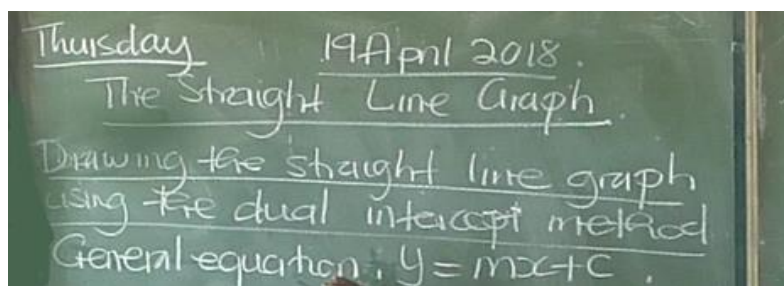 Thursday 19 April 2018.
The Straight Line Graph.
Drawing the straight line graph
using the dual intercept method
General equation, y = mx + c.